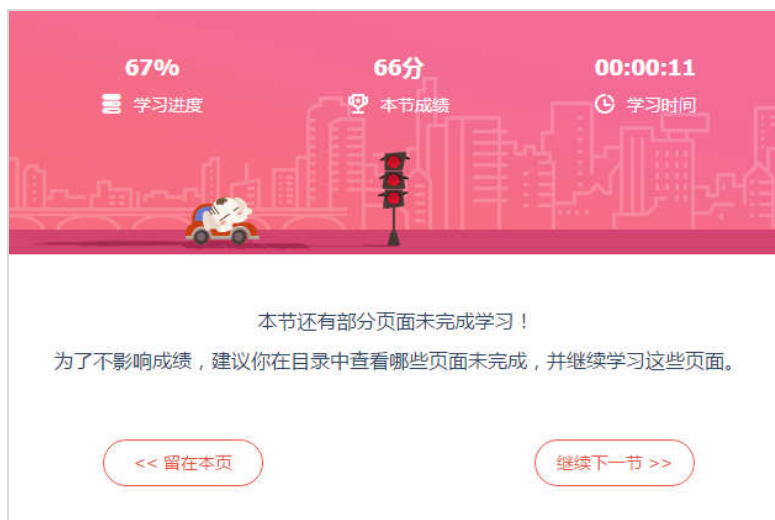 67% 66分 00:00:11
学习进度 本节成绩 学习时间
本节还有部分页面未完成学习！
为了不影响成绩，建议你在目录中查看哪些页面未完成，并继续学习这些页面。
<< 留在本页 继续下一节 >>